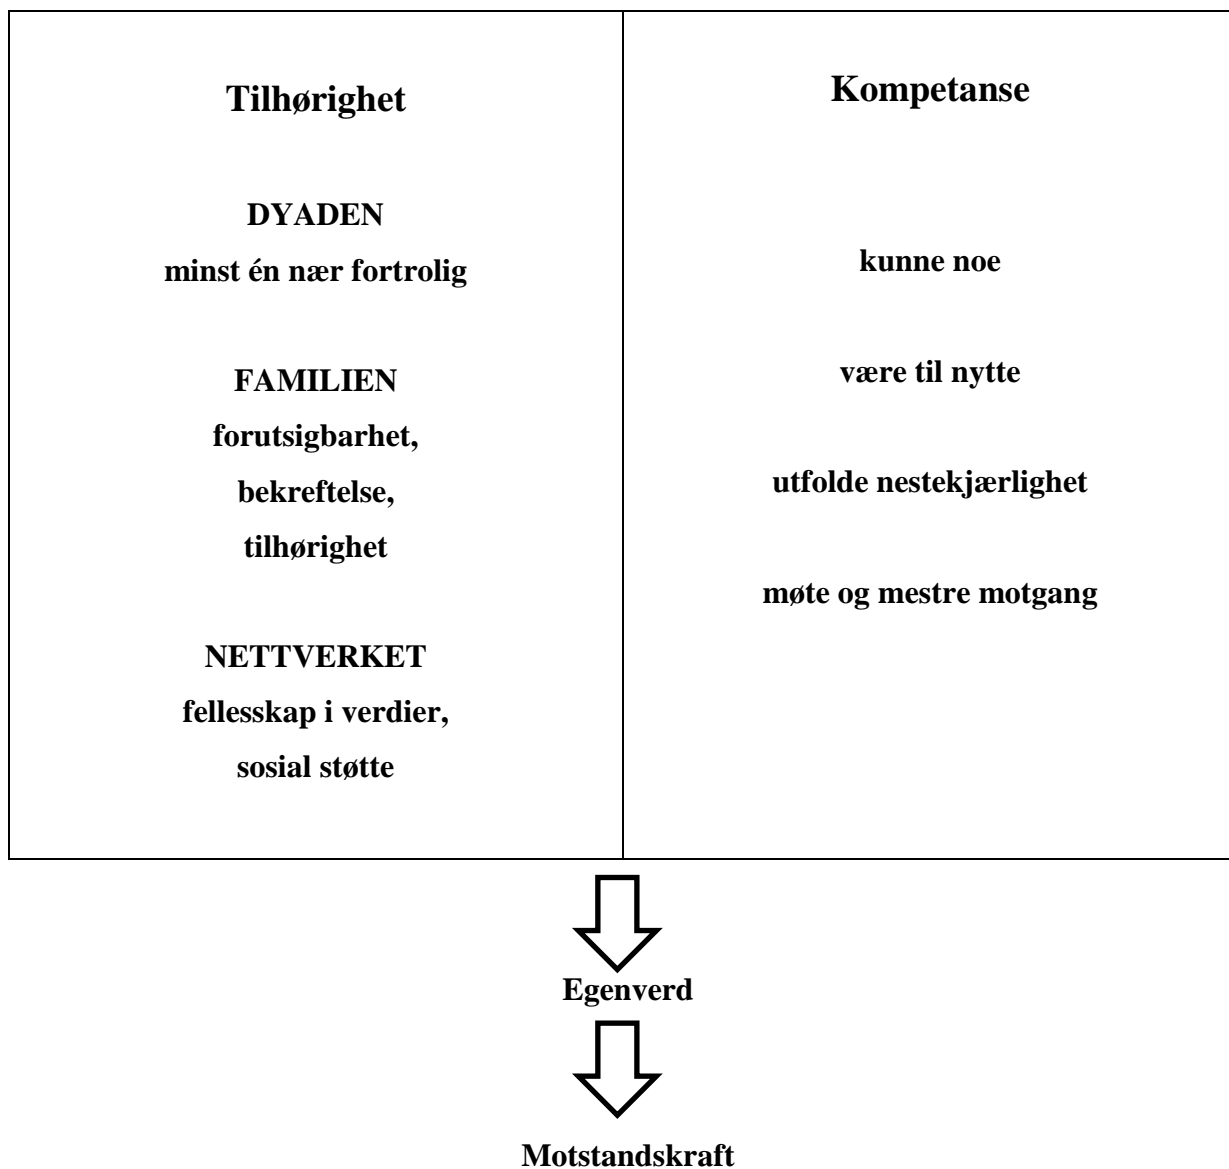 Tilhørighet
DYADEN
minst én nær fortrolig
FAMILIEN
forutsigbarhet,
bekreftelse,
tilhørighet
NETTVERKET
fellesskap i verdier,
sosial støtte
Kompetanse
kunne noe
være til nytte
utfolde nestekjærlighet
møte og mestre motgang
Egenverd
Motstandskraft